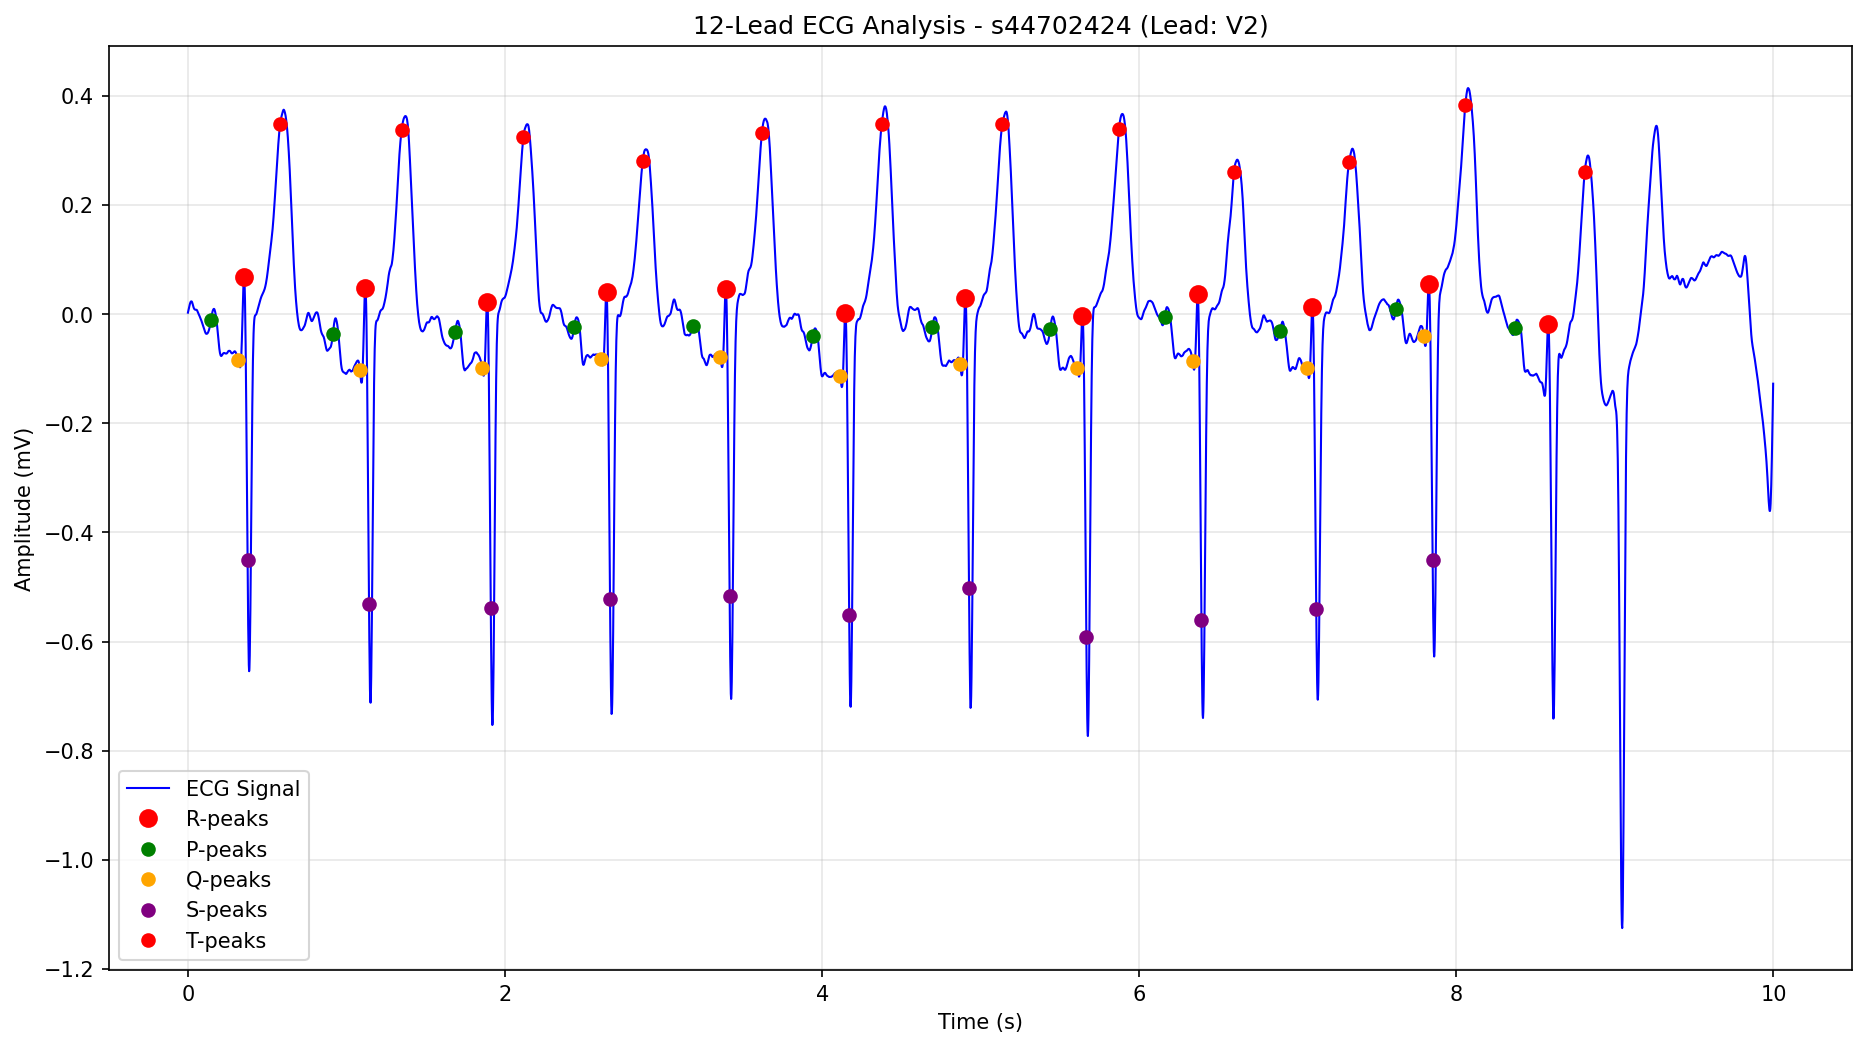 12-Lead ECG Analysis - s44702424 (Lead: V2)
Amplitude (mV)
0.4
0.2
0.0
−0.2
−0.4
−0.6
−0.8
−1.0
−1.2
ECG Signal
R-peaks
P-peaks
Q-peaks
S-peaks
T-peaks
0 2 4 6 8 10
Time (s)